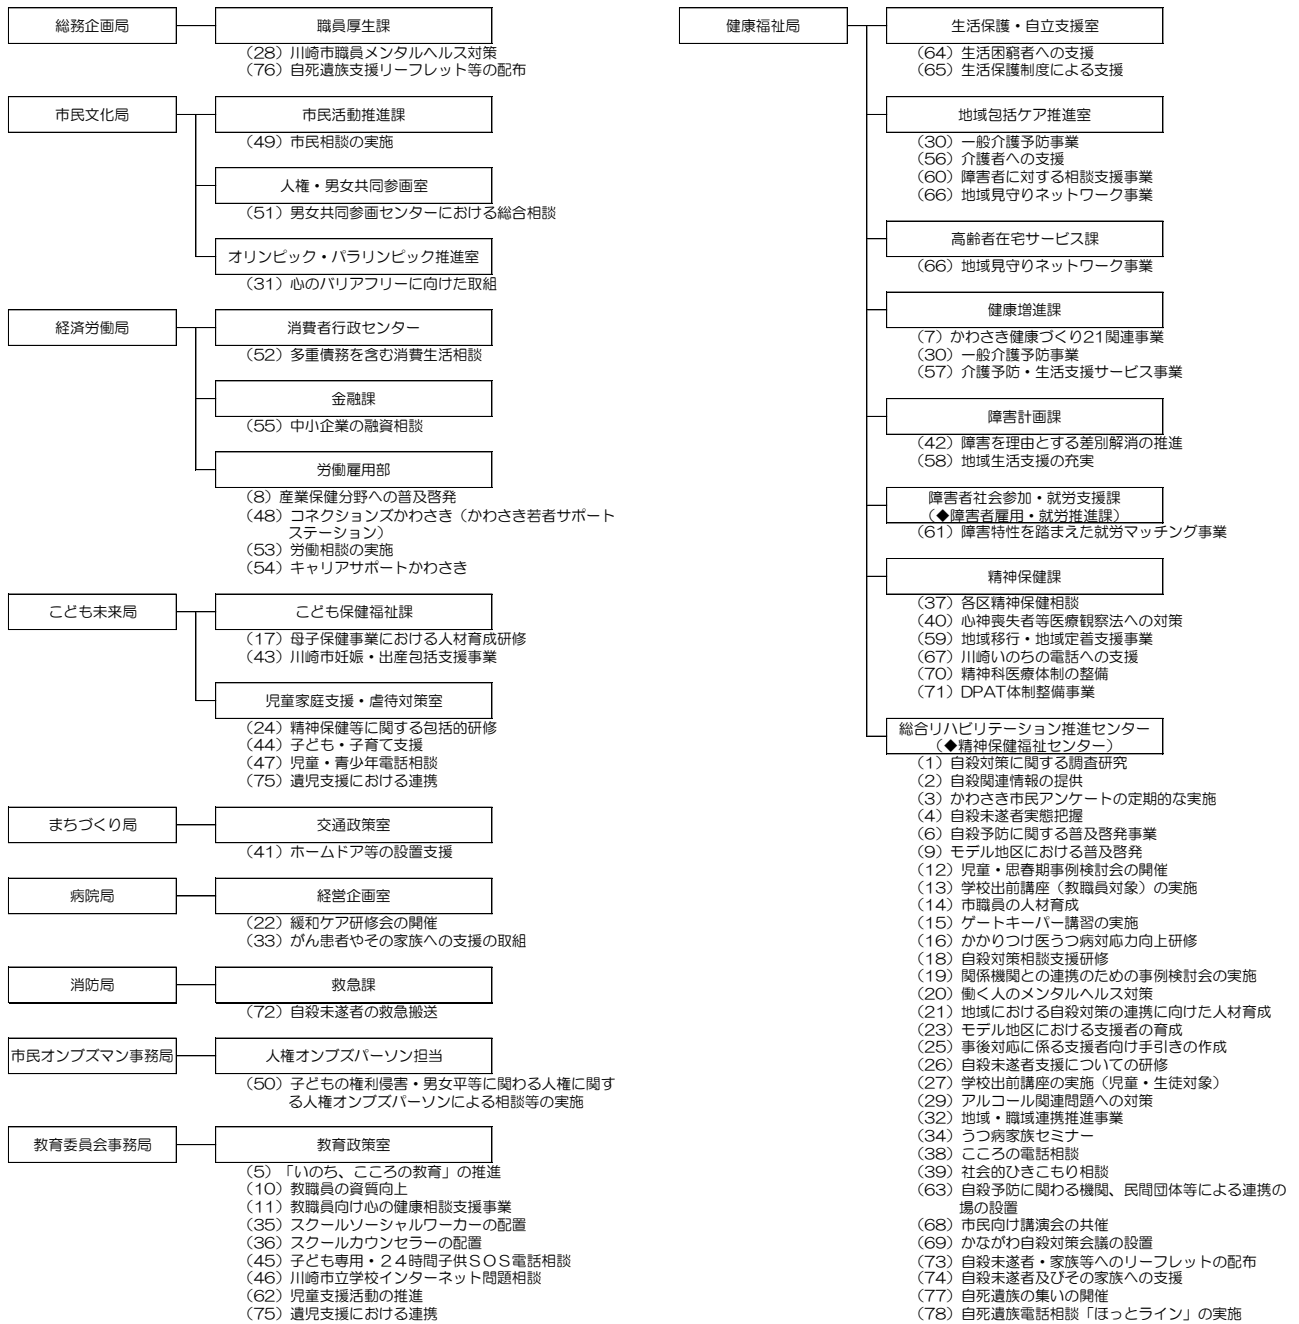 総務企画局
職員厚生課
（28）川崎市職員メンタルヘルス対策
（76）自死遺族支援リーフレット等の配布
市民文化局
市民活動推進課
（49）市民相談の実施
人権・男女共同参画室
（51）男女共同参画センターにおける総合相談
オリンピック・パラリンピック推進室
（31）心のバリアフリーに向けた取組
経済労働局
消費者行政センター
（52）多重債務を含む消費生活相談
金融課
（55）中小企業の融資相談
労働雇用部
（8）産業保健分野への普及啓発
（48）コネクションズかわさき（かわさき若者サポート
ステーション）
（53）労働相談の実施
（54）キャリアサポートかわさき
こども未来局
こども保健福祉課
（17）母子保健事業における人材育成研修
（43）川崎市妊娠・出産包括支援事業
児童家庭支援・虐待対策室
（24）精神保健等に関する包括的研修
（44）子ども・子育て支援
（47）児童・青少年電話相談
（75）遺児支援における連携
まちづくり局
交通政策室
（41）ホームドア等の設置支援
病院局
経営企画室
（22）緩和ケア研修会の開催
（33）がん患者やその家族への支援の取組
消防局
救急課
（72）自殺未遂者の救急搬送
市民オンブズマン事務局
人権オンブズパーソン担当
（50）子どもの権利侵害・男女平等に関わる人権に関す
る人権オンブズパーソンによる相談等の実施
教育委員会事務局
教育政策室
（5）「いのち、こころの教育」の推進
（10）教職員の資質向上
（11）教職員向け心の健康相談支援事業
（35）スクールソーシャルワーカーの配置
（36）スクールカウンセラーの配置
（45）子ども専用・２４時間子供ＳＯＳ電話相談
（46）川崎市立学校インターネット問題相談
（62）児童支援活動の推進
（75）遺児支援における連携
健康福祉局
生活保護・自立支援室
（64）生活困窮者への支援
（65）生活保護制度による支援
地域包括ケア推進室
（30）一般介護予防事業
（56）介護者への支援
（60）障害者に対する相談支援事業
（66）地域見守りネットワーク事業
高齢者在宅サービス課
（66）地域見守りネットワーク事業
健康増進課
（7）かわさき健康づくり21関連事業
（30）一般介護予防事業
（57）介護予防・生活支援サービス事業
障害計画課
（42）障害を理由とする差別解消の推進
（58）地域生活支援の充実
障害者社会参加・就労支援課
（◆障害者雇用・就労推進課）
（61）障害特性を踏まえた就労マッチング事業
精神保健課
（37）各区精神保健相談
（40）心神喪失者等医療観察法への対策
（59）地域移行・地域定着支援事業
（67）川崎いのちの電話への支援
（70）精神科医療体制の整備
（71）DPAT体制整備事業
総合リハビリテーション推進センター
（◆精神保健福祉センター）
（1）自殺対策に関する調査研究
（2）自殺関連情報の提供
（3）かわさき市民アンケートの定期的な実施
（4）自殺未遂者実態把握
（6）自殺予防に関する普及啓発事業
（9）モデル地区における普及啓発
（12）児童・思春期事例検討会の開催
（13）学校出前講座（教職員対象）の実施
（14）市職員の人材育成
（15）ゲートキーパー講習の実施
（16）かかりつけ医うつ病対応力向上研修
（18）自殺対策相談支援研修
（19）関係機関との連携のための事例検討会の実施
（20）働く人のメンタルヘルス対策
（21）地域における自殺対策の連携に向けた人材育成
（23）モデル地区における支援者の育成
（25）事後対応に係る支援者向け手引きの作成
（26）自殺未遂者支援についての研修
（27）学校出前講座の実施（児童・生徒対象）
（29）アルコール関連問題への対策
（32）地域・職域連携推進事業
（34）うつ病家族セミナー
（38）こころの電話相談
（39）社会的ひきこもり相談
（63）自殺予防に関わる機関、民間団体等による連携の
場の設置
（68）市民向け講演会の共催
（69）かながわ自殺対策会議の設置
（73）自殺未遂者・家族等へのリーフレットの配布
（74）自殺未遂者及びその家族への支援
（77）自死遺族の集いの開催
（78）自死遺族電話相談「ほっとライン」の実施